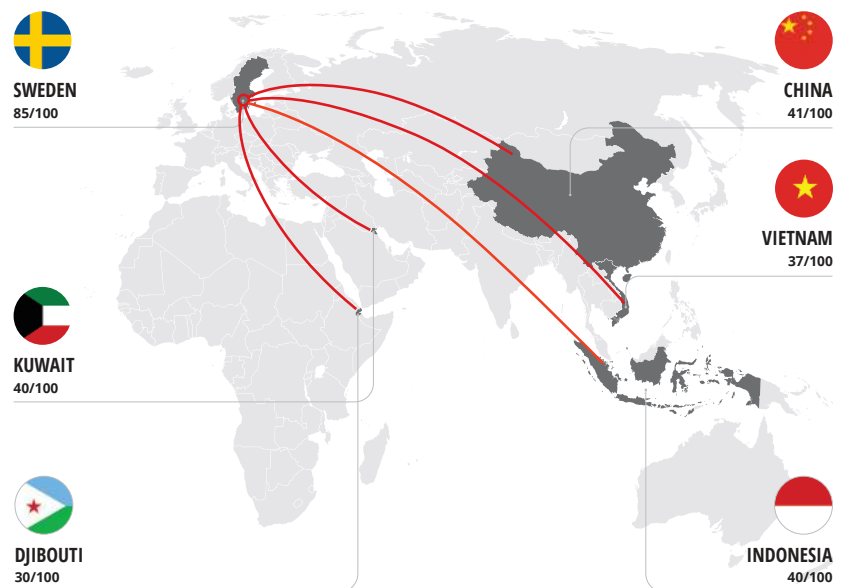 SWEDEN
85/100
CHINA
41/100
VIETNAM
37/100
KUWAIT
40/100
DJIBOUTI
30/100
INDONESIA
40/100